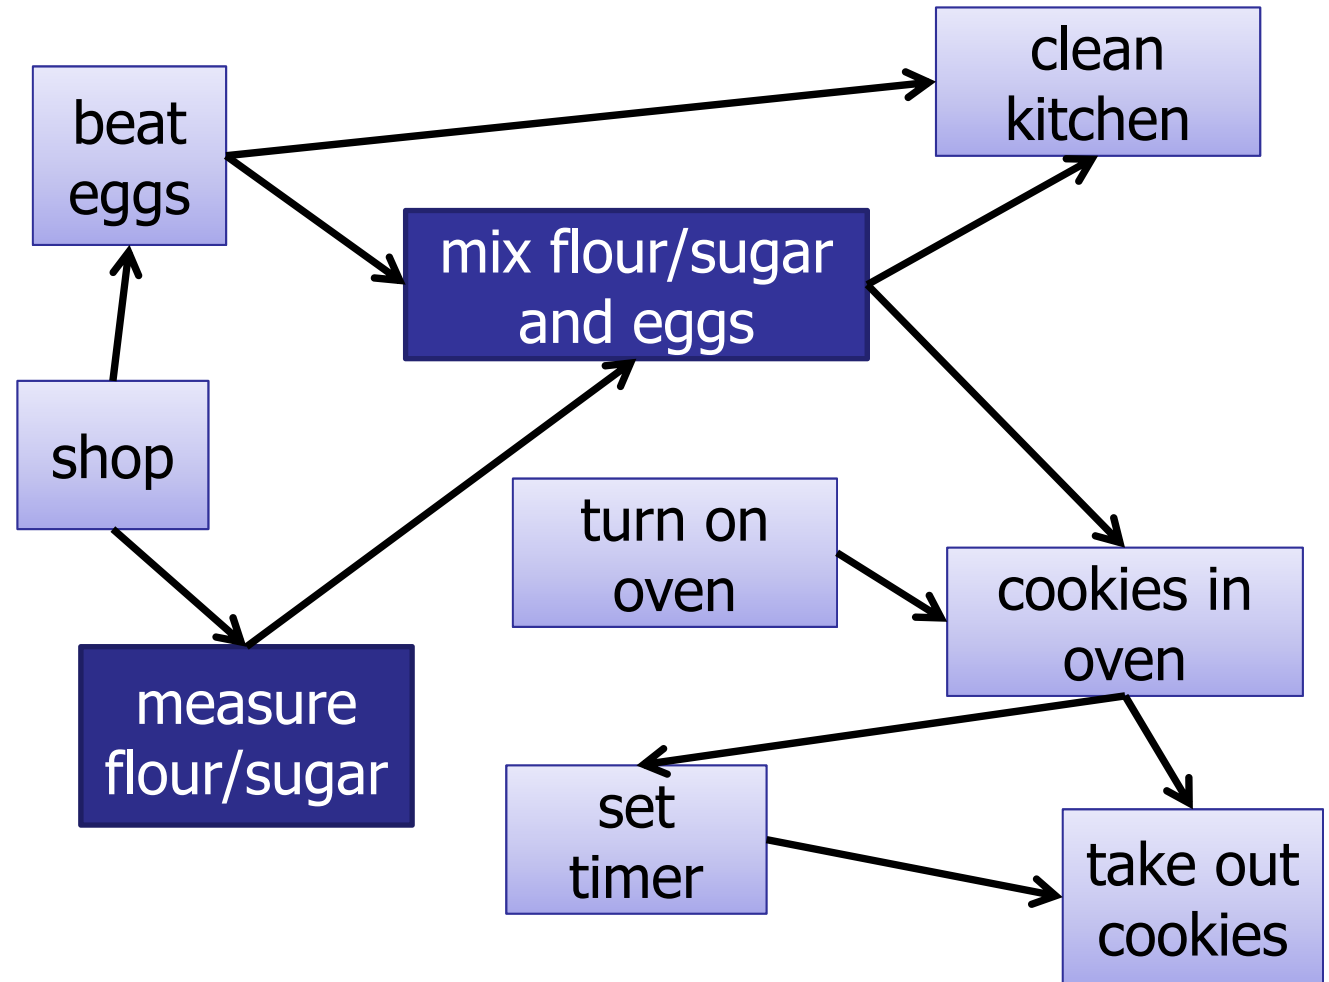 clean
kitchen
beat
eggs
mix flour/sugar
and eggs
shop
turn on
oven
cookies in
oven
measure
flour/sugar
set
timer
take out
cookies